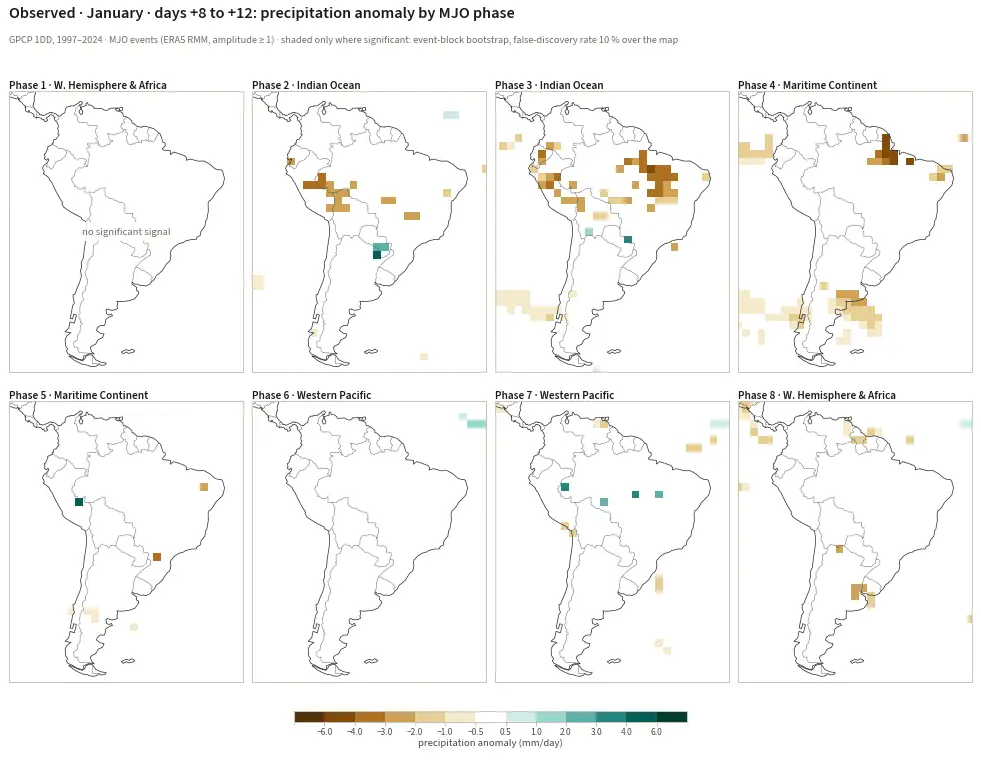 Observed · January · days +8 to +12: precipitation anomaly by MJO phase
GPCP 1DD, 1997–2024 · MJO events (ERA5 RMM, amplitude ≥ 1) · shaded only where significant: event-block bootstrap, false-discovery rate 10 % over the map
Phase 1 · W. Hemisphere & Africa
Phase 2 · Indian Ocean
Phase 3 · Indian Ocean
Phase 4 · Maritime Continent
no significant signal
Phase 5 · Maritime Continent
Phase 6 · Western Pacific
Phase 7 · Western Pacific
Phase 8 · W. Hemisphere & Africa
−6.0 −4.0 −3.0 −2.0 −1.0 −0.5 0.5 1.0 2.0 3.0 4.0 6.0
precipitation anomaly (mm/day)